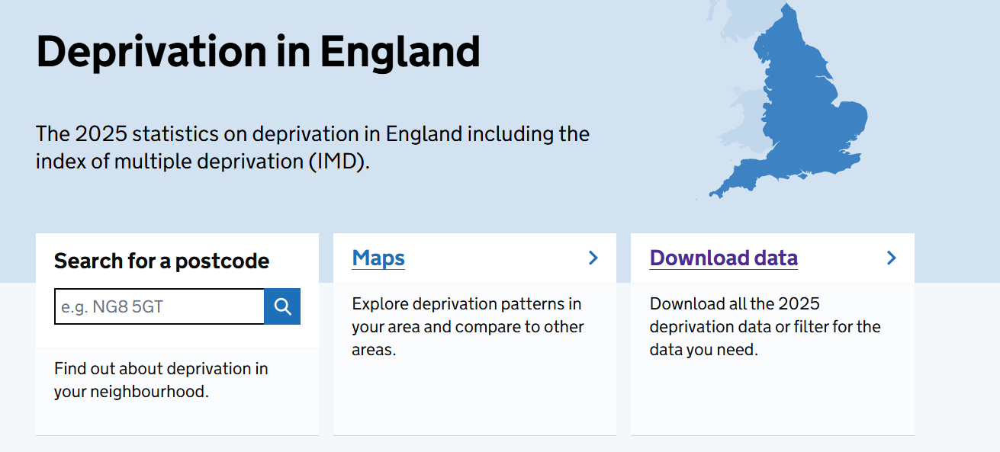 Deprivation in England
The 2025 statistics on deprivation in England including the
index of multiple deprivation (IMD).
Search for a postcode
e.g. NG8 5GT
Find out about deprivation in
your neighbourhood.
Maps
Explore deprivation patterns in
your area and compare to other
areas.
Download data
Download all the 2025
deprivation data or filter for the
data you need.